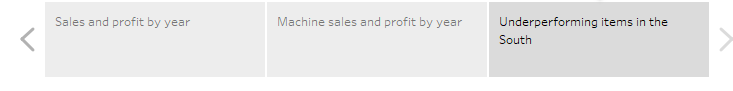 Sales and profit by year
Machine sales and profit by year
Underperforming items in the
South